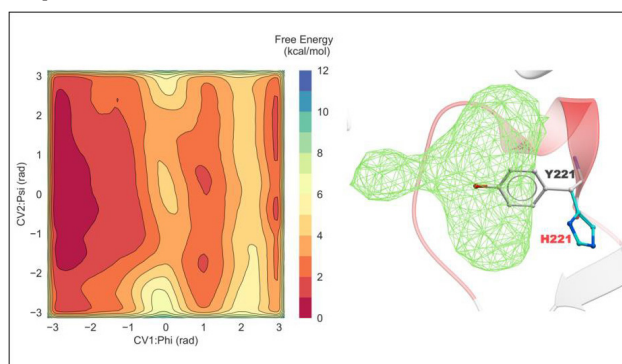 Free Energy
(kcal/mol)
3
2
1
0
−1
−2
−3
CV2:Psi (rad)
−3 −2 −1 0 1 2 3
CV1:Phi (rad)
12
10
8
6
4
2
0
Y221
H221